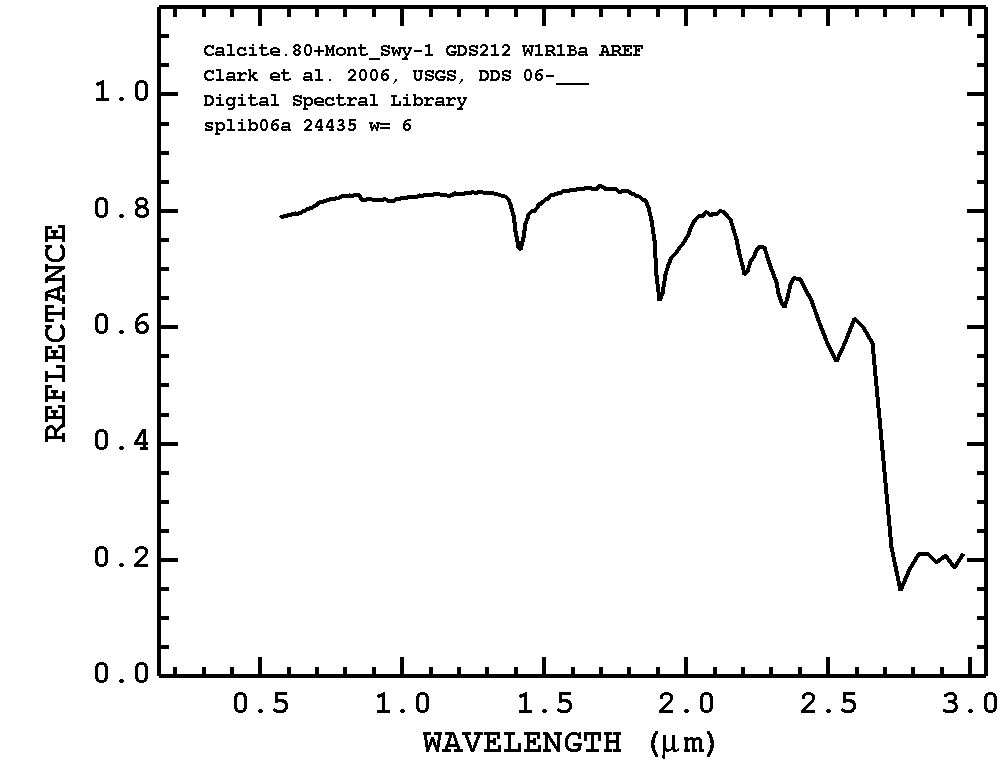 Calcite.80+Mont_Swy-1 GDS212 W1R1Ba AREF
Clark et al. 2006, USGS, DDS 06-___
Digital Spectral Library
splib06a 24435 w= 6
1.0
0.8
0.6
0.4
0.2
0.0
REFLECTANCE
0.5 1.0 1.5 2.0 2.5 3.0
WAVELENGTH (μm)